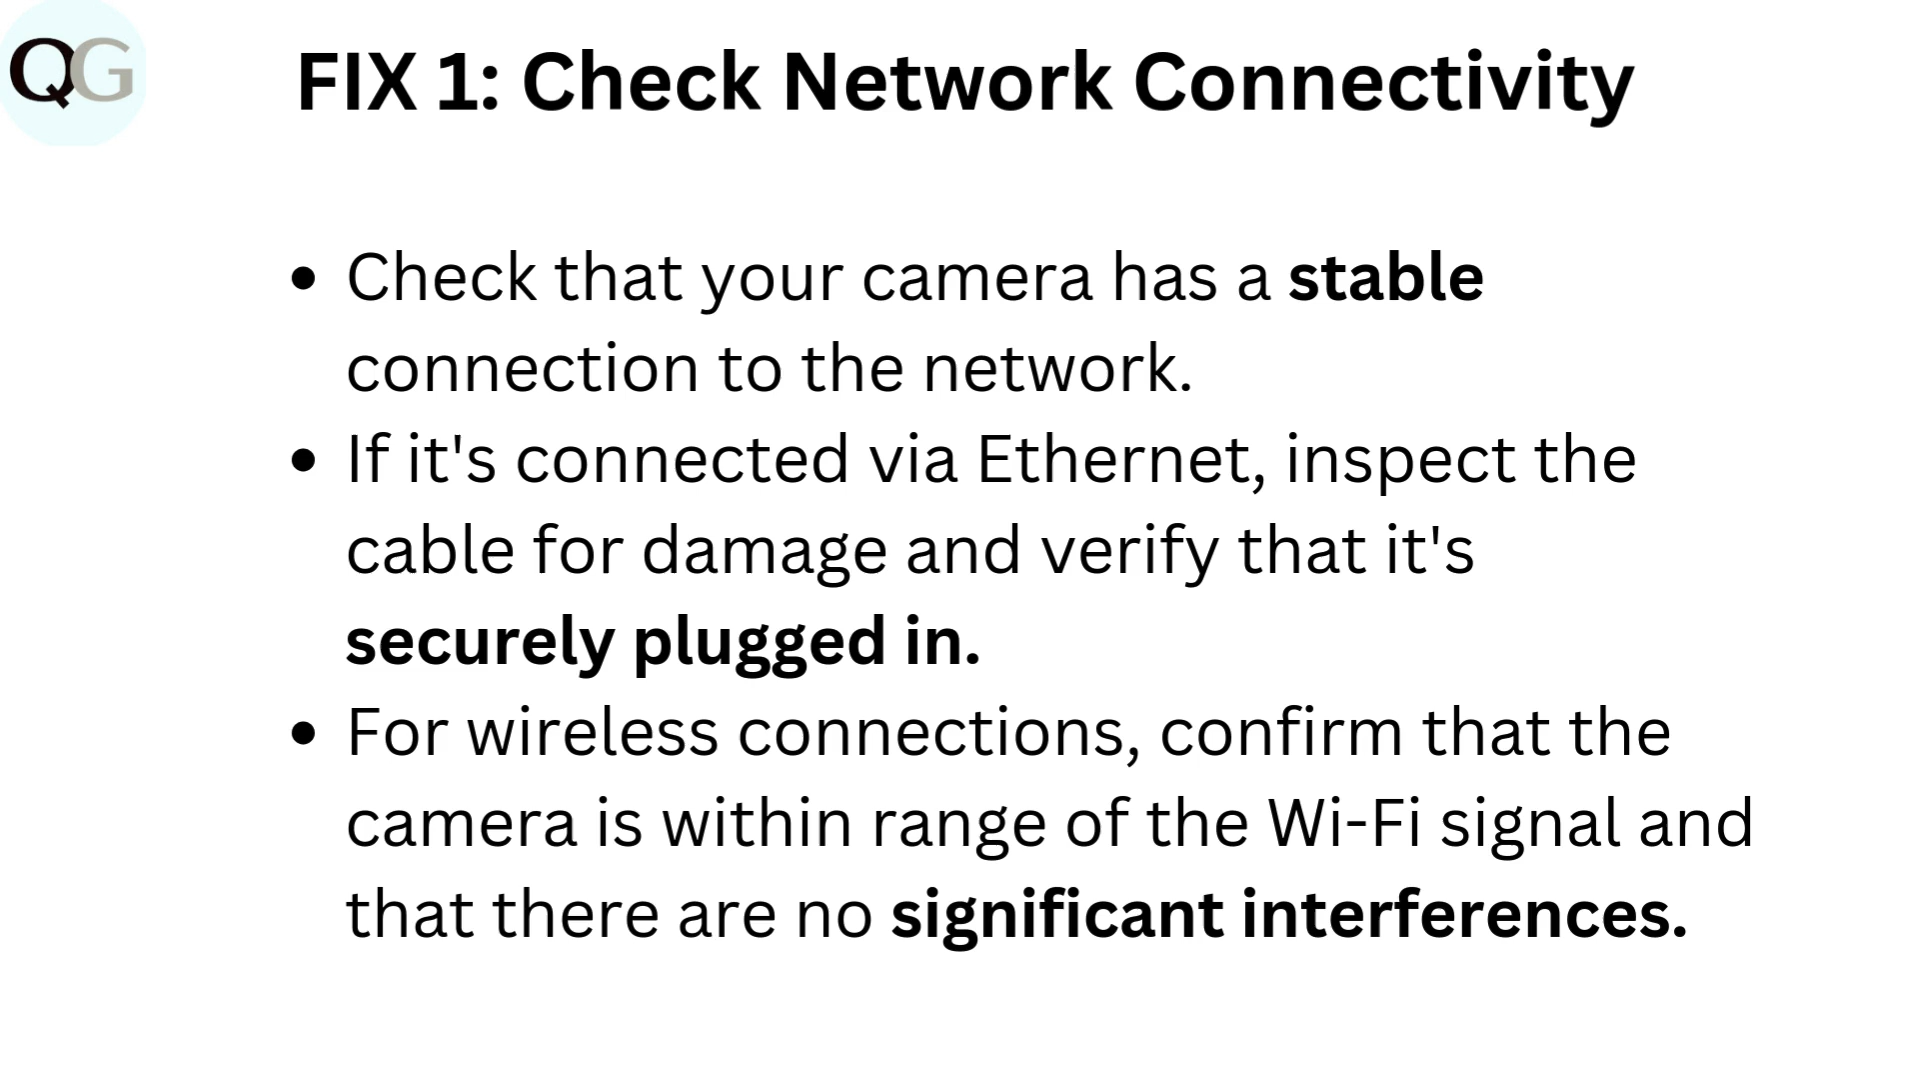 QG
FIX 1: Check Network Connectivity
• Check that your camera has a stable
connection to the network.
• If it's connected via Ethernet, inspect the
cable for damage and verify that it's
securely plugged in.
• For wireless connections, confirm that the
camera is within range of the Wi-Fi signal and
that there are no significant interferences.